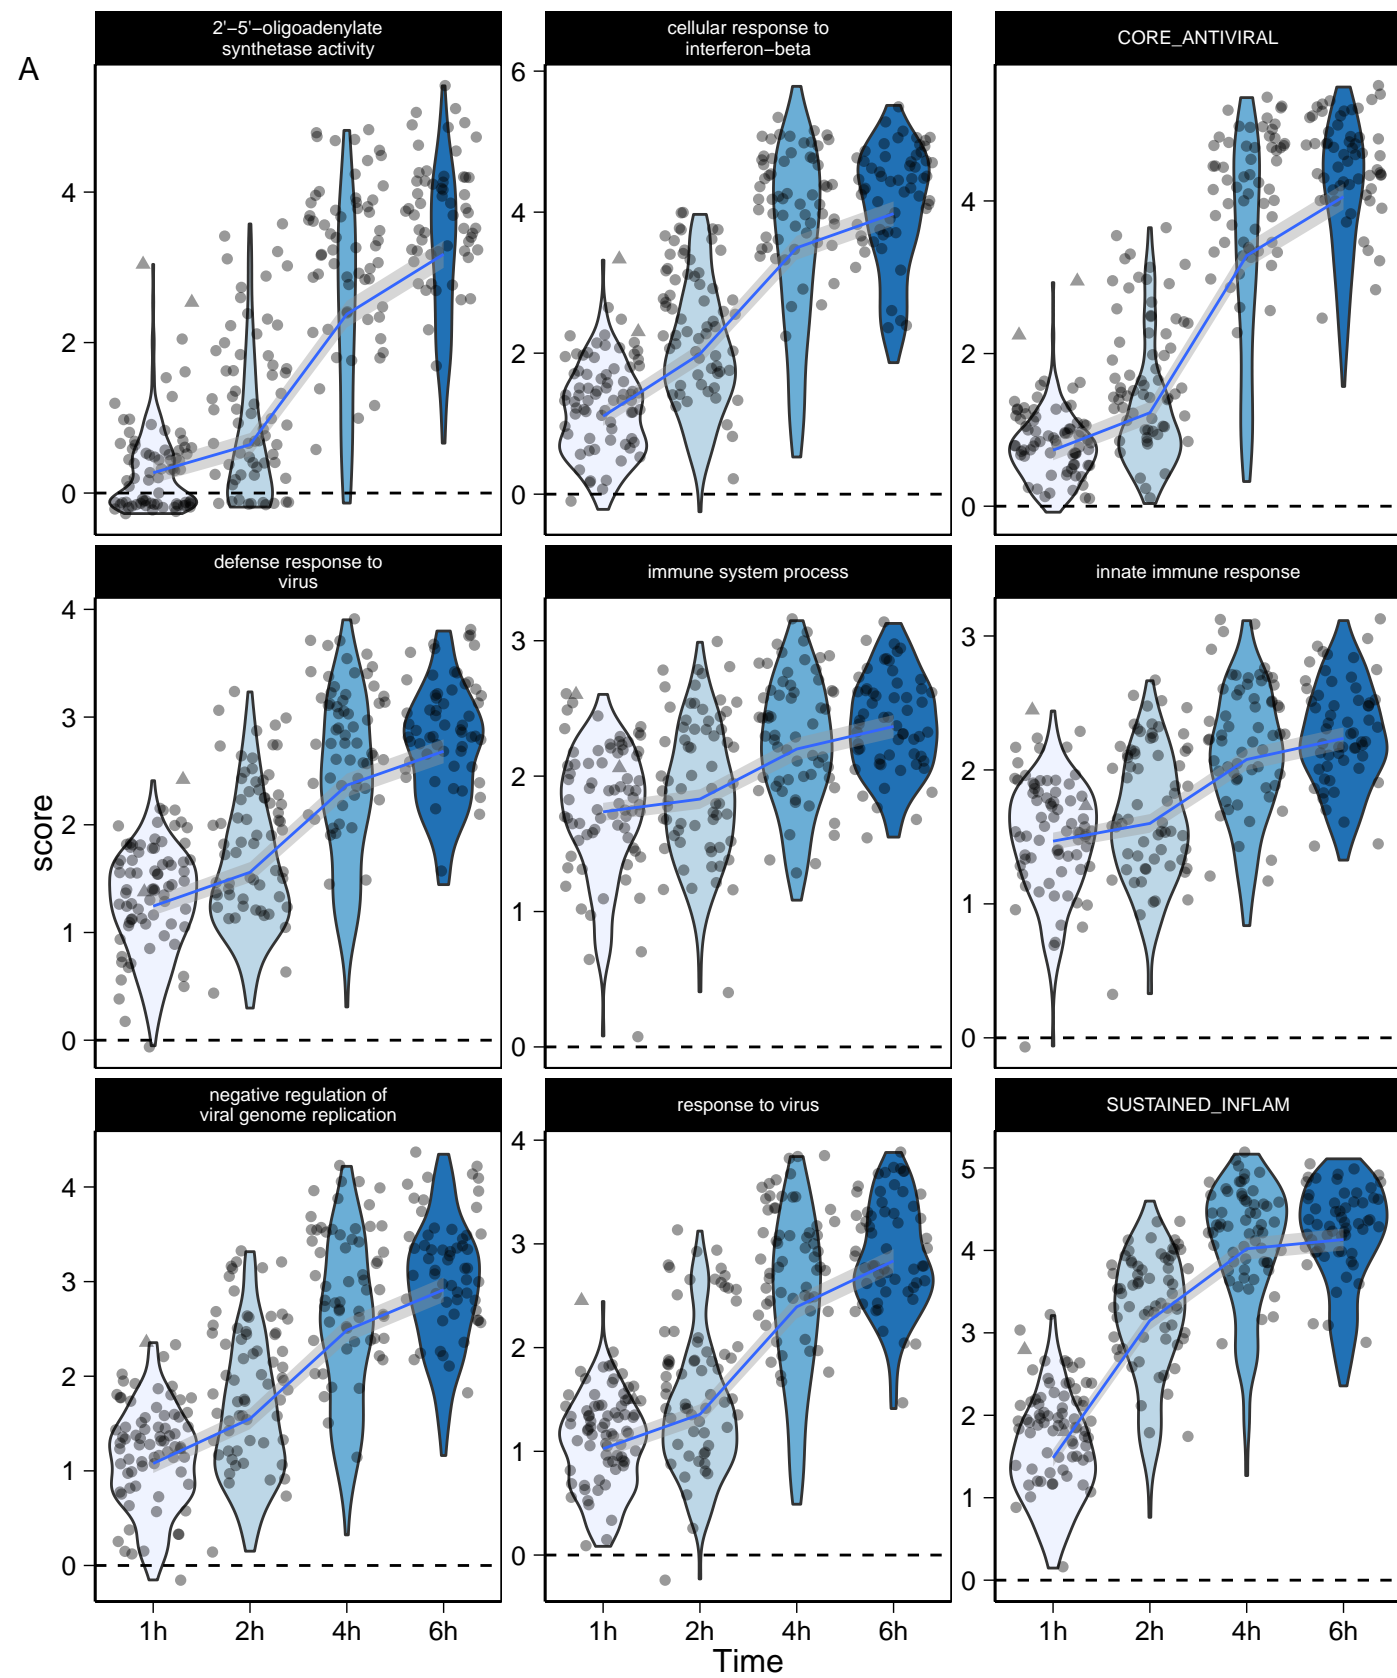 A
2'−5'−oligoadenylate
synthetase activity
cellular response to
interferon−beta
CORE_ANTIVIRAL
4
2
0
6
4
2
0
4
2
0
defense response to
virus
immune system process
innate immune response
4
3
2
1
0
3
2
1
0
3
2
1
0
score
negative regulation of
viral genome replication
response to virus
SUSTAINED_INFLAM
4
3
2
1
0
4
3
2
1
0
5
4
3
2
1
0
1h 2h 4h 6h
1h 2h 4h 6h
1h 2h 4h 6h
Time